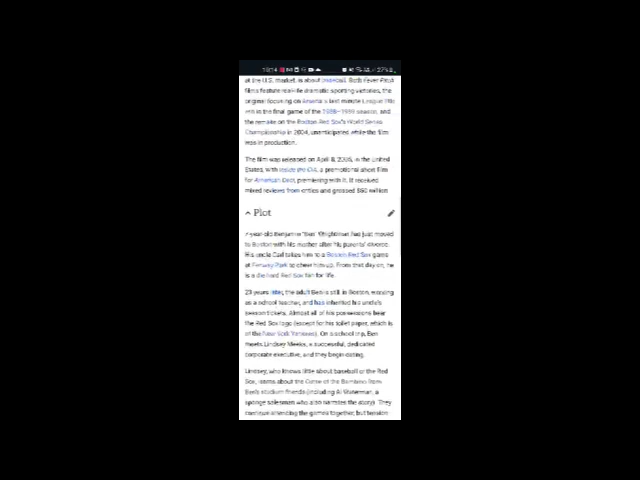 at the U.S. market, is about baseball. Both Fever Pitch
films feature real-life dramatic sporting victories, the
original focusing on Arsenal's last minute League title
win in the final game of the 1988–1989 season, and
the remake on the Boston Red Sox's World Series
Championship in 2004, unanticipated while the film
was in production.
The film was released on April 8, 2005, in the United
States, with Inside the CIA, a promotional short film
for American Dad!, premiering with it. It received
mixed reviews from critics and grossed $50 million
Plot
7-year-old Benjamin "Ben" Wrightman has just moved
to Boston with his mother after his parents' divorce.
His uncle Carl takes him to a Boston Red Sox game
at Fenway Park to cheer him up. From that day on, he
is a die-hard Red Sox fan for life.
23 years later, the adult Ben is still in Boston, working
as a school teacher, and has inherited his uncle's
season tickets. Almost all of his possessions bear
the Red Sox logo (except for his toilet paper, which is
of the New York Yankees). On a school trip, Ben
meets Lindsey Meeks, a successful, dedicated
corporate executive, and they begin dating.
Lindsey, who knows little about baseball or the Red
Sox, learns about the Curse of the Bambino from
Ben's stadium friends (including Al Waterman, a
sponge salesman who also narrates the story). They
continue attending the games together, but tension